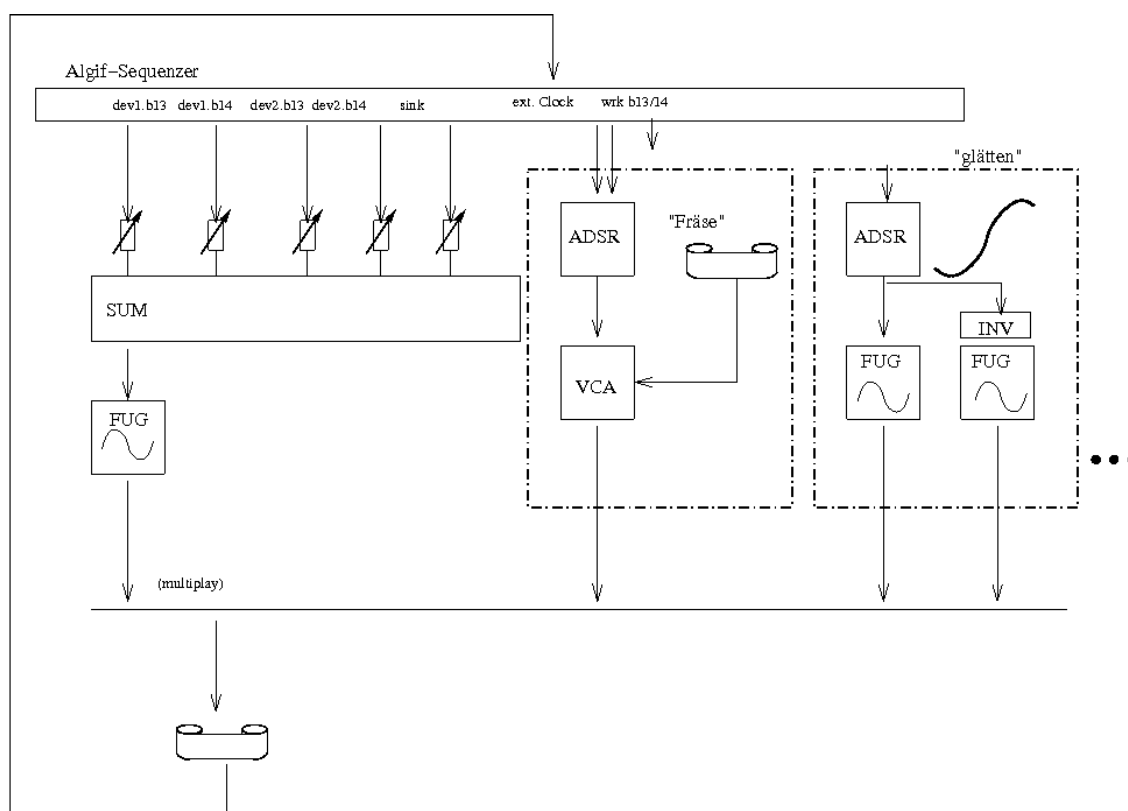 Algif–Sequenzer
dev1.b13 dev1.b14 dev2.b13 dev2.b14 sink ext. Clock wrk b13/14
"glätten"
"Fräse"
ADSR
ADSR
SUM
INV
VCA
FUG
FUG
FUG
(multiplay)